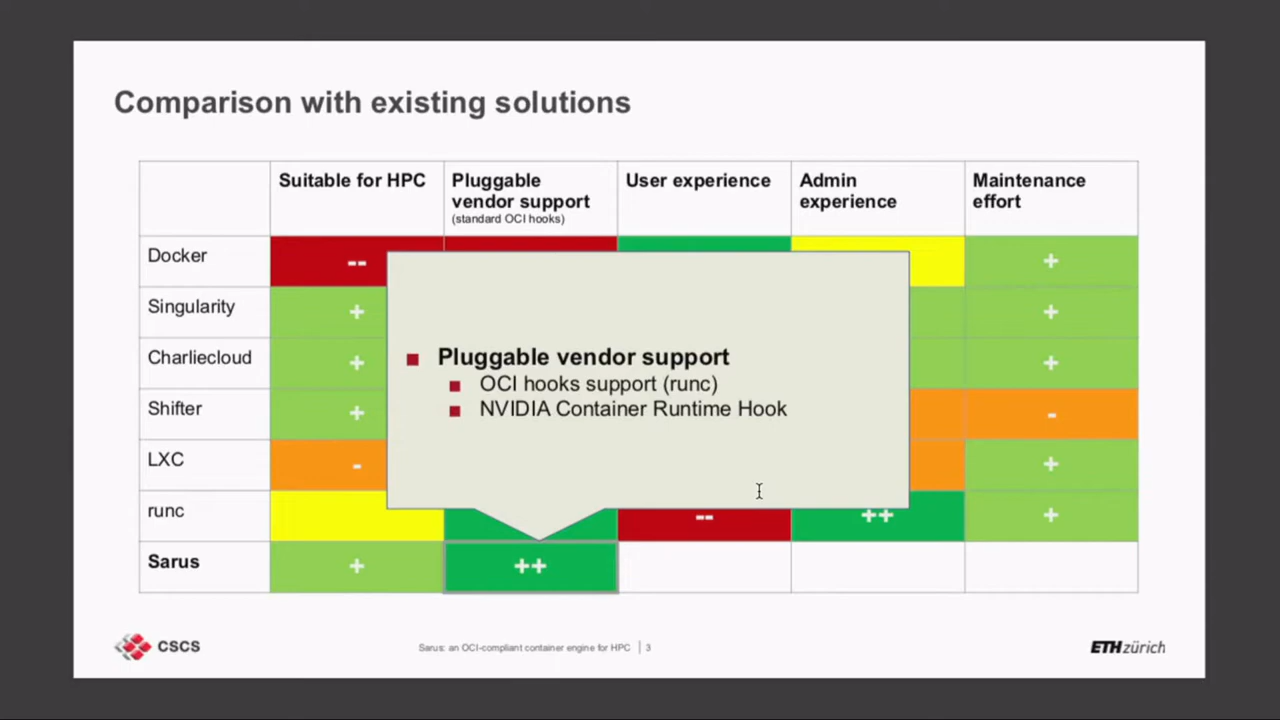 Comparison with existing solutions
Suitable for HPC
Pluggable
vendor support
(standard OCI hooks)
User experience
Admin
experience
Maintenance
effort
Docker
--
+
Singularity
+
+
Charliecloud
+
+
Shifter
+
-
LXC
-
+
runc
--
++
+
Sarus
+
++
Pluggable vendor support
OCI hooks support (runc)
NVIDIA Container Runtime Hook
CSCS
Sarus: an OCI-compliant container engine for HPC | 3
ETH zürich